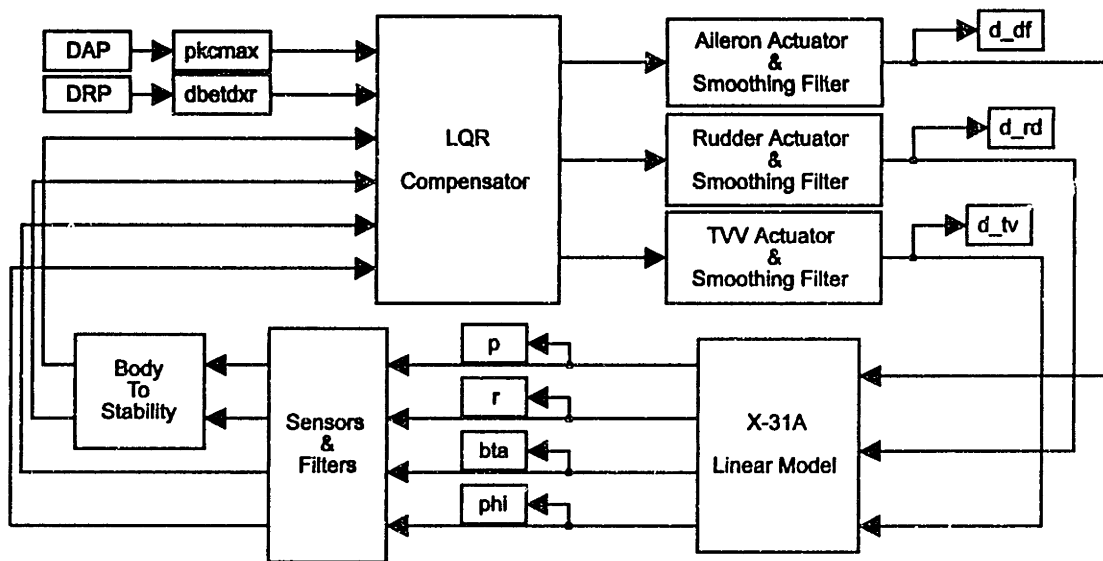 DAP
pkcmax
DRP
dbetdxr
LQR
Compensator
Aileron Actuator
&
Smoothing Filter
d_df
Rudder Actuator
&
Smoothing Filter
d_rd
TVV Actuator
&
Smoothing Filter
d_tv
Body
To
Stability
Sensors
&
Filters
p
r
bta
phi
X-31A
Linear Model